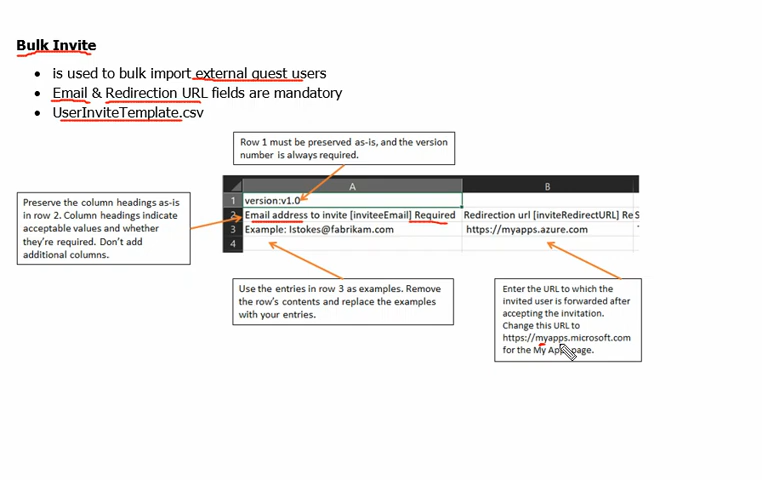 Bulk Invite
• is used to bulk import external guest users
• Email & Redirection URL fields are mandatory
• UserInviteTemplate.csv
Row 1 must be preserved as-is, and the version
number is always required.
Preserve the column headings as-is
in row 2. Column headings indicate
acceptable values and whether
they're required. Don't add
additional columns.
A B
1 version:v1.0
2 Email address to invite [inviteeEmail] Required Redirection url [inviteRedirectURL] Re S
3 Example: lstokes@fabrikam.com https://myapps.azure.com
4
Use the entries in row 3 as examples. Remove
the row's contents and replace the examples
with your entries.
Enter the URL to which the
invited user is forwarded after
accepting the invitation.
Change this URL to
https://myapps.microsoft.com
for the My page.